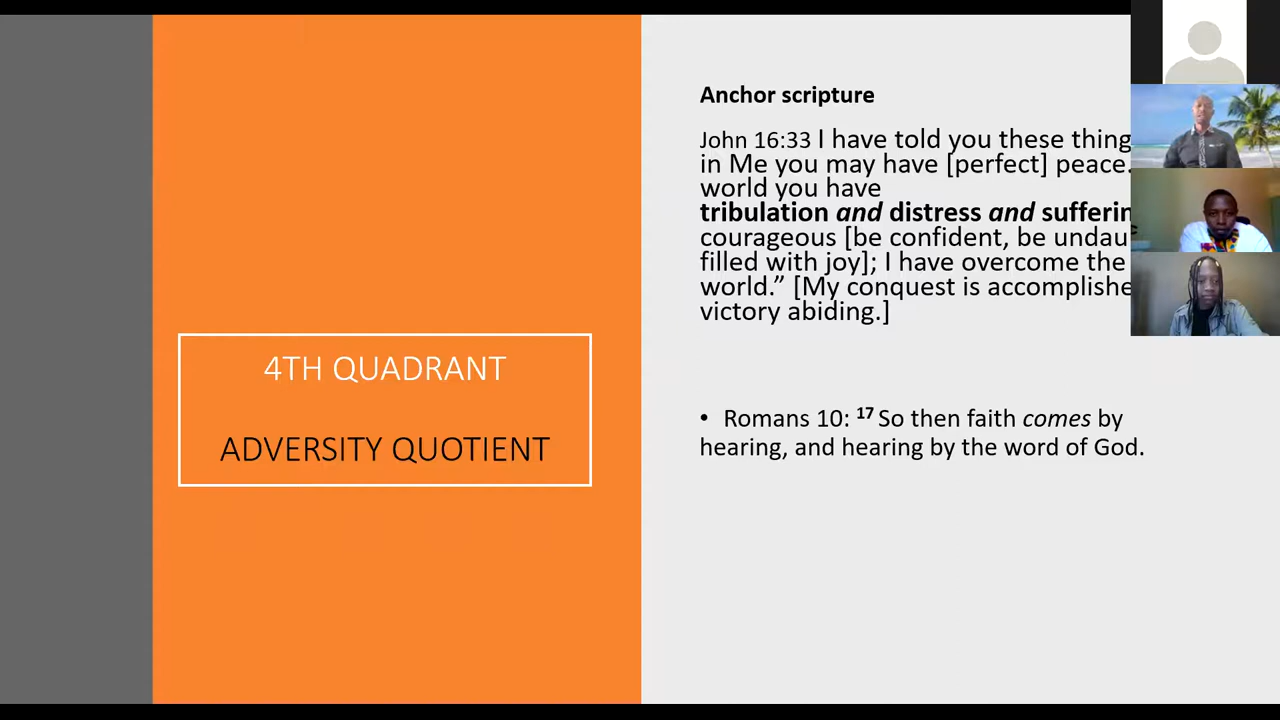 4TH QUADRANT
ADVERSITY QUOTIENT
Anchor scripture
John 16:33 I have told you these thing
in Me you may have [perfect] peace.
world you have
tribulation and distress and sufferin
courageous [be confident, be undau
filled with joy]; I have overcome the
world.” [My conquest is accomplishe
victory abiding.]
• Romans 10: 17 So then faith comes by
hearing, and hearing by the word of God.